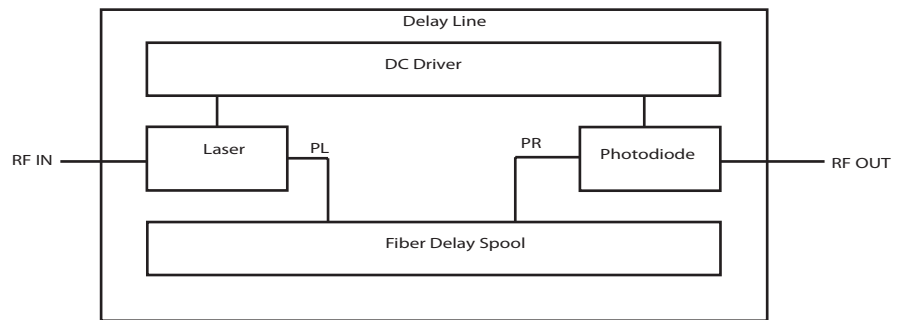 Delay Line
DC Driver
Laser
PL
PR
Photodiode
RF IN
RF OUT
Fiber Delay Spool